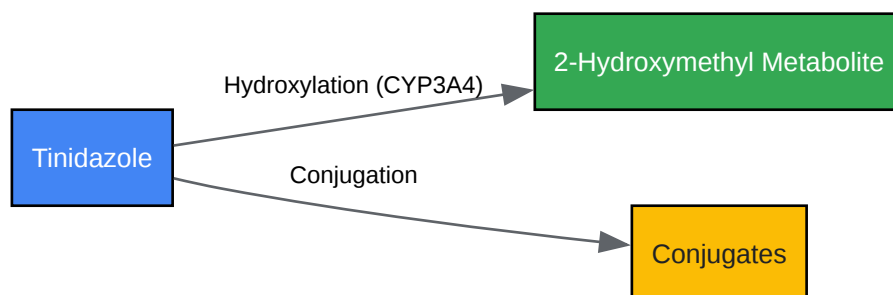 2-Hydroxymethyl Metabolite
Hydroxylation (CYP3A4)
Tinidazole
Conjugation
Conjugates